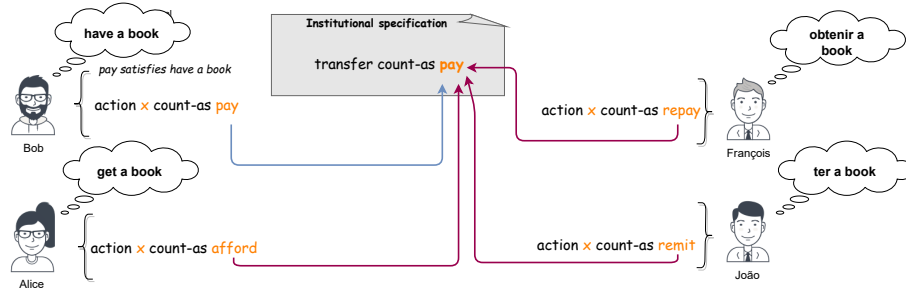 have a book
pay satisfies have a book
action x count-as pay
Bob
get a book
action x count-as afford
Alice
Institutional specification
transfer count-as pay
obtenir a
book
action x count-as repay
François
ter a book
action x count-as remit
João